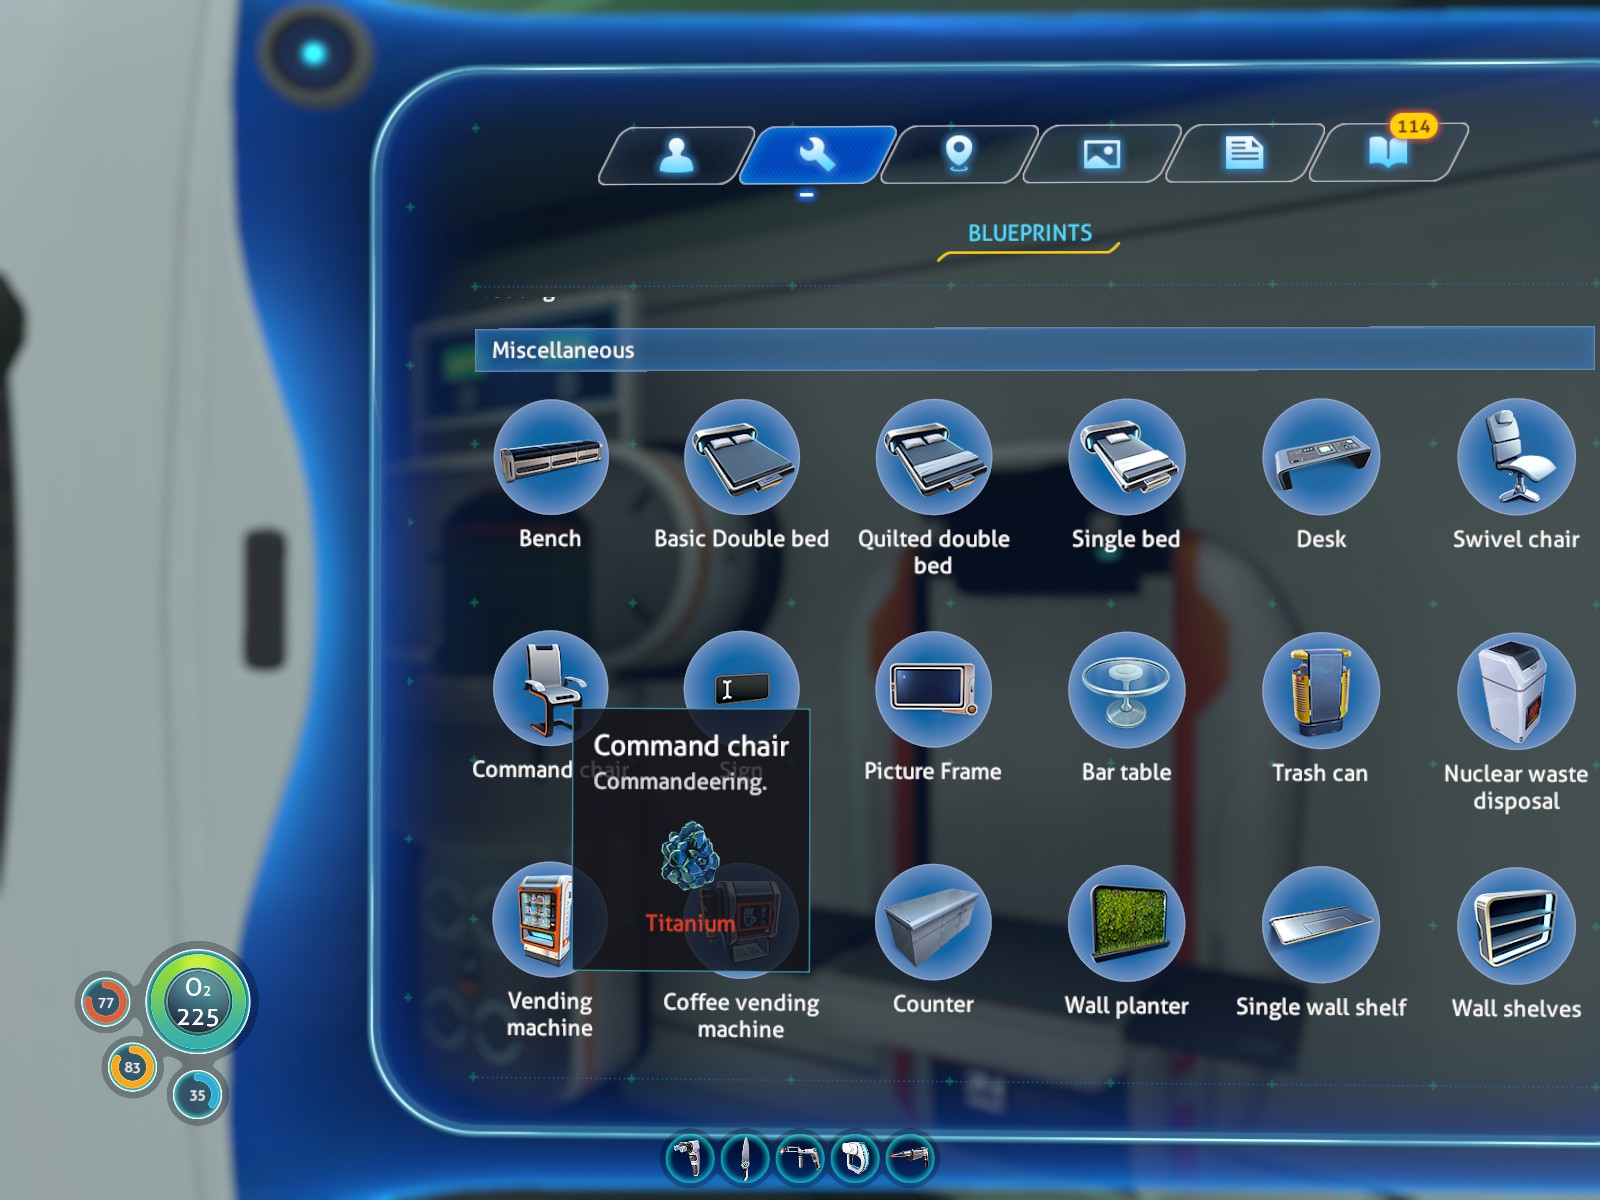 114
BLUEPRINTS
Miscellaneous
Bench
Basic Double bed
Quilted double
bed
Single bed
Desk
Swivel chair
Command chair
Sign
Picture Frame
Bar table
Trash can
Nuclear waste
disposal
Command chair
Commandeering.
Titanium
Vending
machine
Coffee vending
machine
Counter
Wall planter
Single wall shelf
Wall shelves
77
O₂
225
83
35